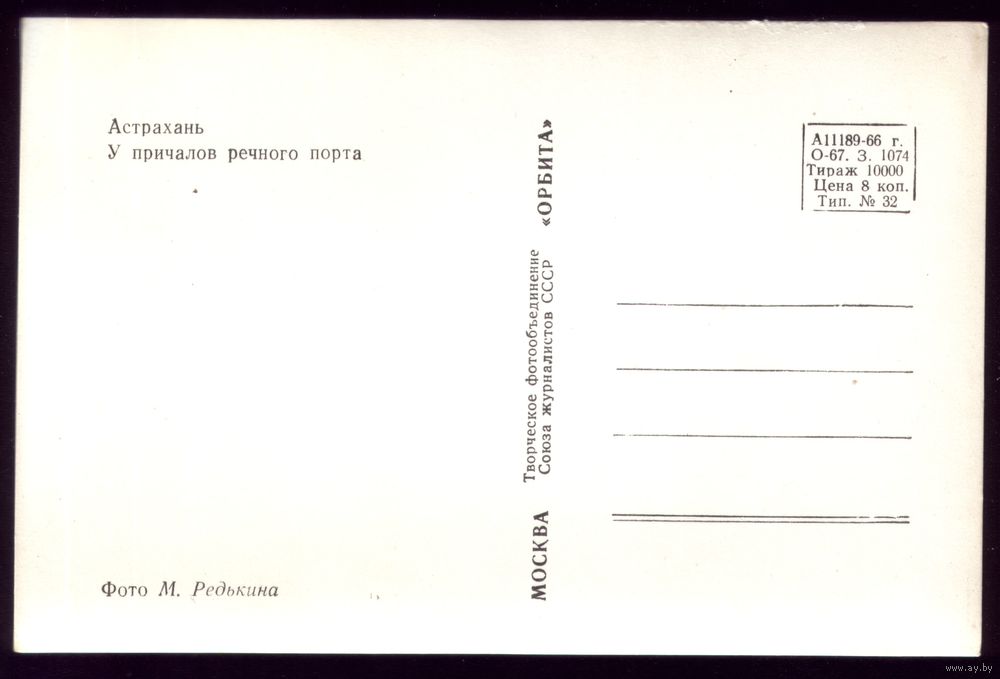 Астрахань
У причалов речного порта
Фото М. Редькина
МОСКВА
Творческое фотообъединение
Союза журналистов СССР
«ОРБИТА»
А11189-66 г.
О-67. З. 1074
Тираж 10000
Цена 8 коп.
Тип. № 32
www.ay.by